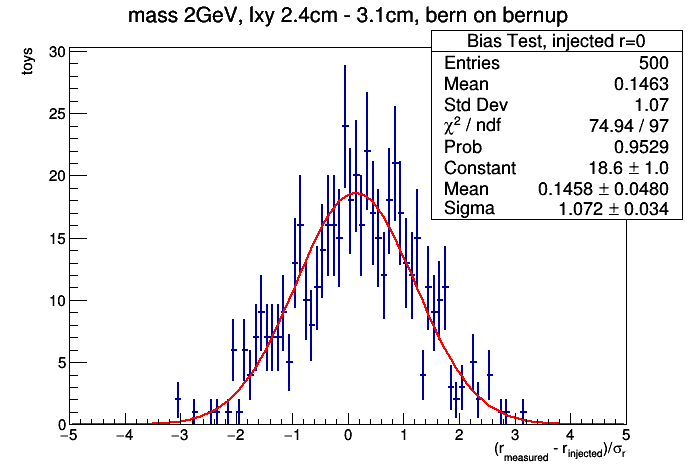 mass 2GeV, lxy 2.4cm - 3.1cm, bern on bernup
toys
Bias Test, injected r=0
Entries 500
Mean 0.1463
Std Dev 1.07
χ² / ndf 74.94 / 97
Prob 0.9529
Constant 18.6 ± 1.0
Mean 0.1458 ± 0.0480
Sigma 1.072 ± 0.034
30
25
20
15
10
5
0
−5 −4 −3 −2 −1 0 1 2 3 4 5
(r_measured - r_injected)/σ_r